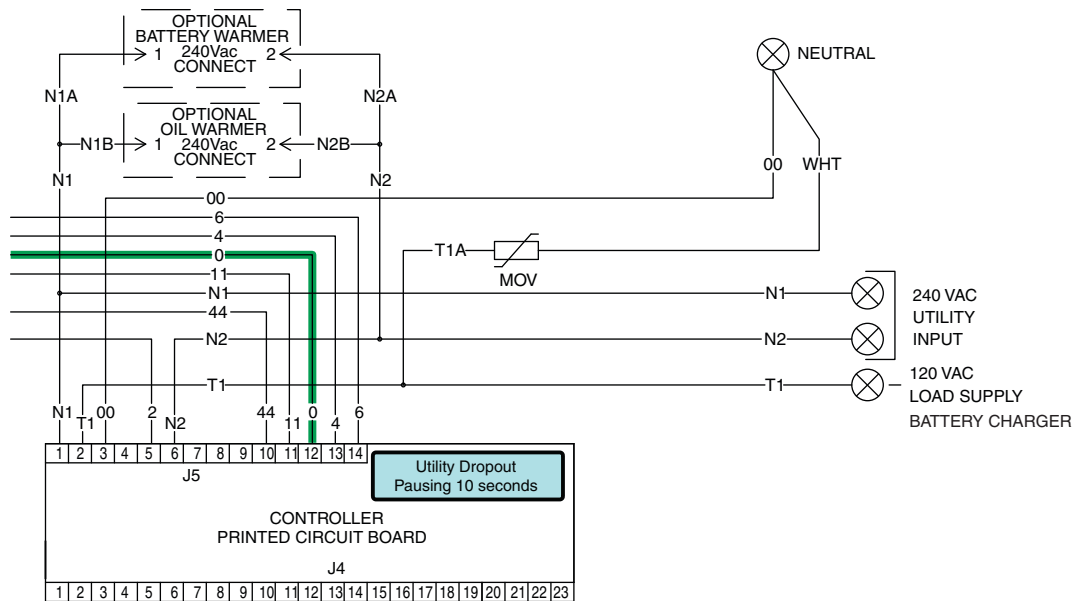 OPTIONAL
BATTERY WARMER
1 240Vac 2
CONNECT
NEUTRAL
N1A
N2A
OPTIONAL
OIL WARMER
N1B 1 240Vac 2 N2B
CONNECT
00 WHT
N1
N2
00
6
4
T1A
0
MOV
11
N1
N1
240 VAC
UTILITY
INPUT
44
N2
N2
T1
T1
120 VAC
LOAD SUPPLY
BATTERY CHARGER
N1 T1 00 2 N2 44 11 0 4 6
1 2 3 4 5 6 7 8 9 10 11 12 13 14
J5
Utility Dropout
Pausing 10 seconds
CONTROLLER
PRINTED CIRCUIT BOARD
J4
1 2 3 4 5 6 7 8 9 10 11 12 13 14 15 16 17 18 19 20 21 22 23